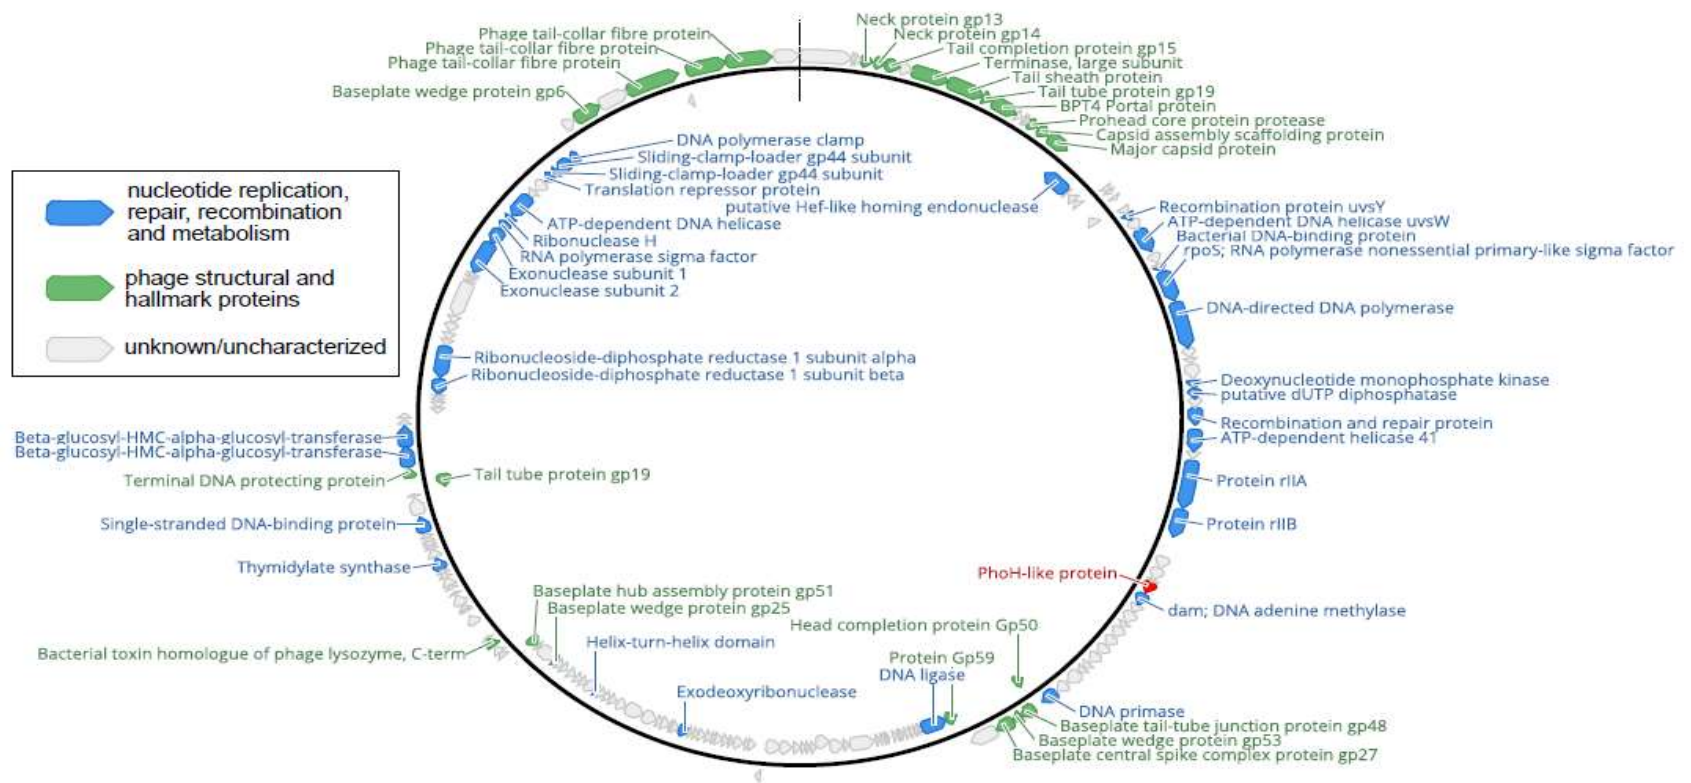 Neck protein gp13
Neck protein gp14
Tail completion protein gp15
Terminase, large subunit
Tail sheath protein
Tail tube protein gp19
BPT4 Portal protein
Prohead core protein protease
Capsid assembly scaffolding protein
Major capsid protein
Phage tail-collar fibre protein
Phage tail-collar fibre protein
Phage tail-collar fibre protein
Baseplate wedge protein gp6
nucleotide replication,
repair, recombination
and metabolism
phage structural and
hallmark proteins
unknown/uncharacterized
DNA polymerase clamp
Sliding-clamp-loader gp44 subunit
Sliding-clamp-loader gp44 subunit
Translation repressor protein
putative Hef-like homing endonuclease
ATP-dependent DNA helicase
Ribonuclease H
RNA polymerase sigma factor
Exonuclease subunit 1
Exonuclease subunit 2
Recombination protein uvsY
ATP-dependent DNA helicase uvsW
Bacterial DNA-binding protein
rpoS; RNA polymerase nonessential primary-like sigma factor
DNA-directed DNA polymerase
Ribonucleoside-diphosphate reductase 1 subunit alpha
Ribonucleoside-diphosphate reductase 1 subunit beta
Deoxynucleotide monophosphate kinase
putative dUTP diphosphatase
Recombination and repair protein
ATP-dependent helicase 41
Beta-glucosyl-HMC-alpha-glucosyl-transferase
Beta-glucosyl-HMC-alpha-glucosyl-transferase
Terminal DNA protecting protein
Tail tube protein gp19
Protein rIIA
Protein rIIB
Single-stranded DNA-binding protein
Thymidylate synthase
PhoH-like protein
dam; DNA adenine methylase
Baseplate hub assembly protein gp51
Baseplate wedge protein gp25
Helix-turn-helix domain
Head completion protein Gp50
Bacterial toxin homologue of phage lysozyme, C-term
Protein Gp59
DNA ligase
Exodeoxyribonuclease
DNA primase
Baseplate tail-tube junction protein gp48
Baseplate wedge protein gp53
Baseplate central spike complex protein gp27